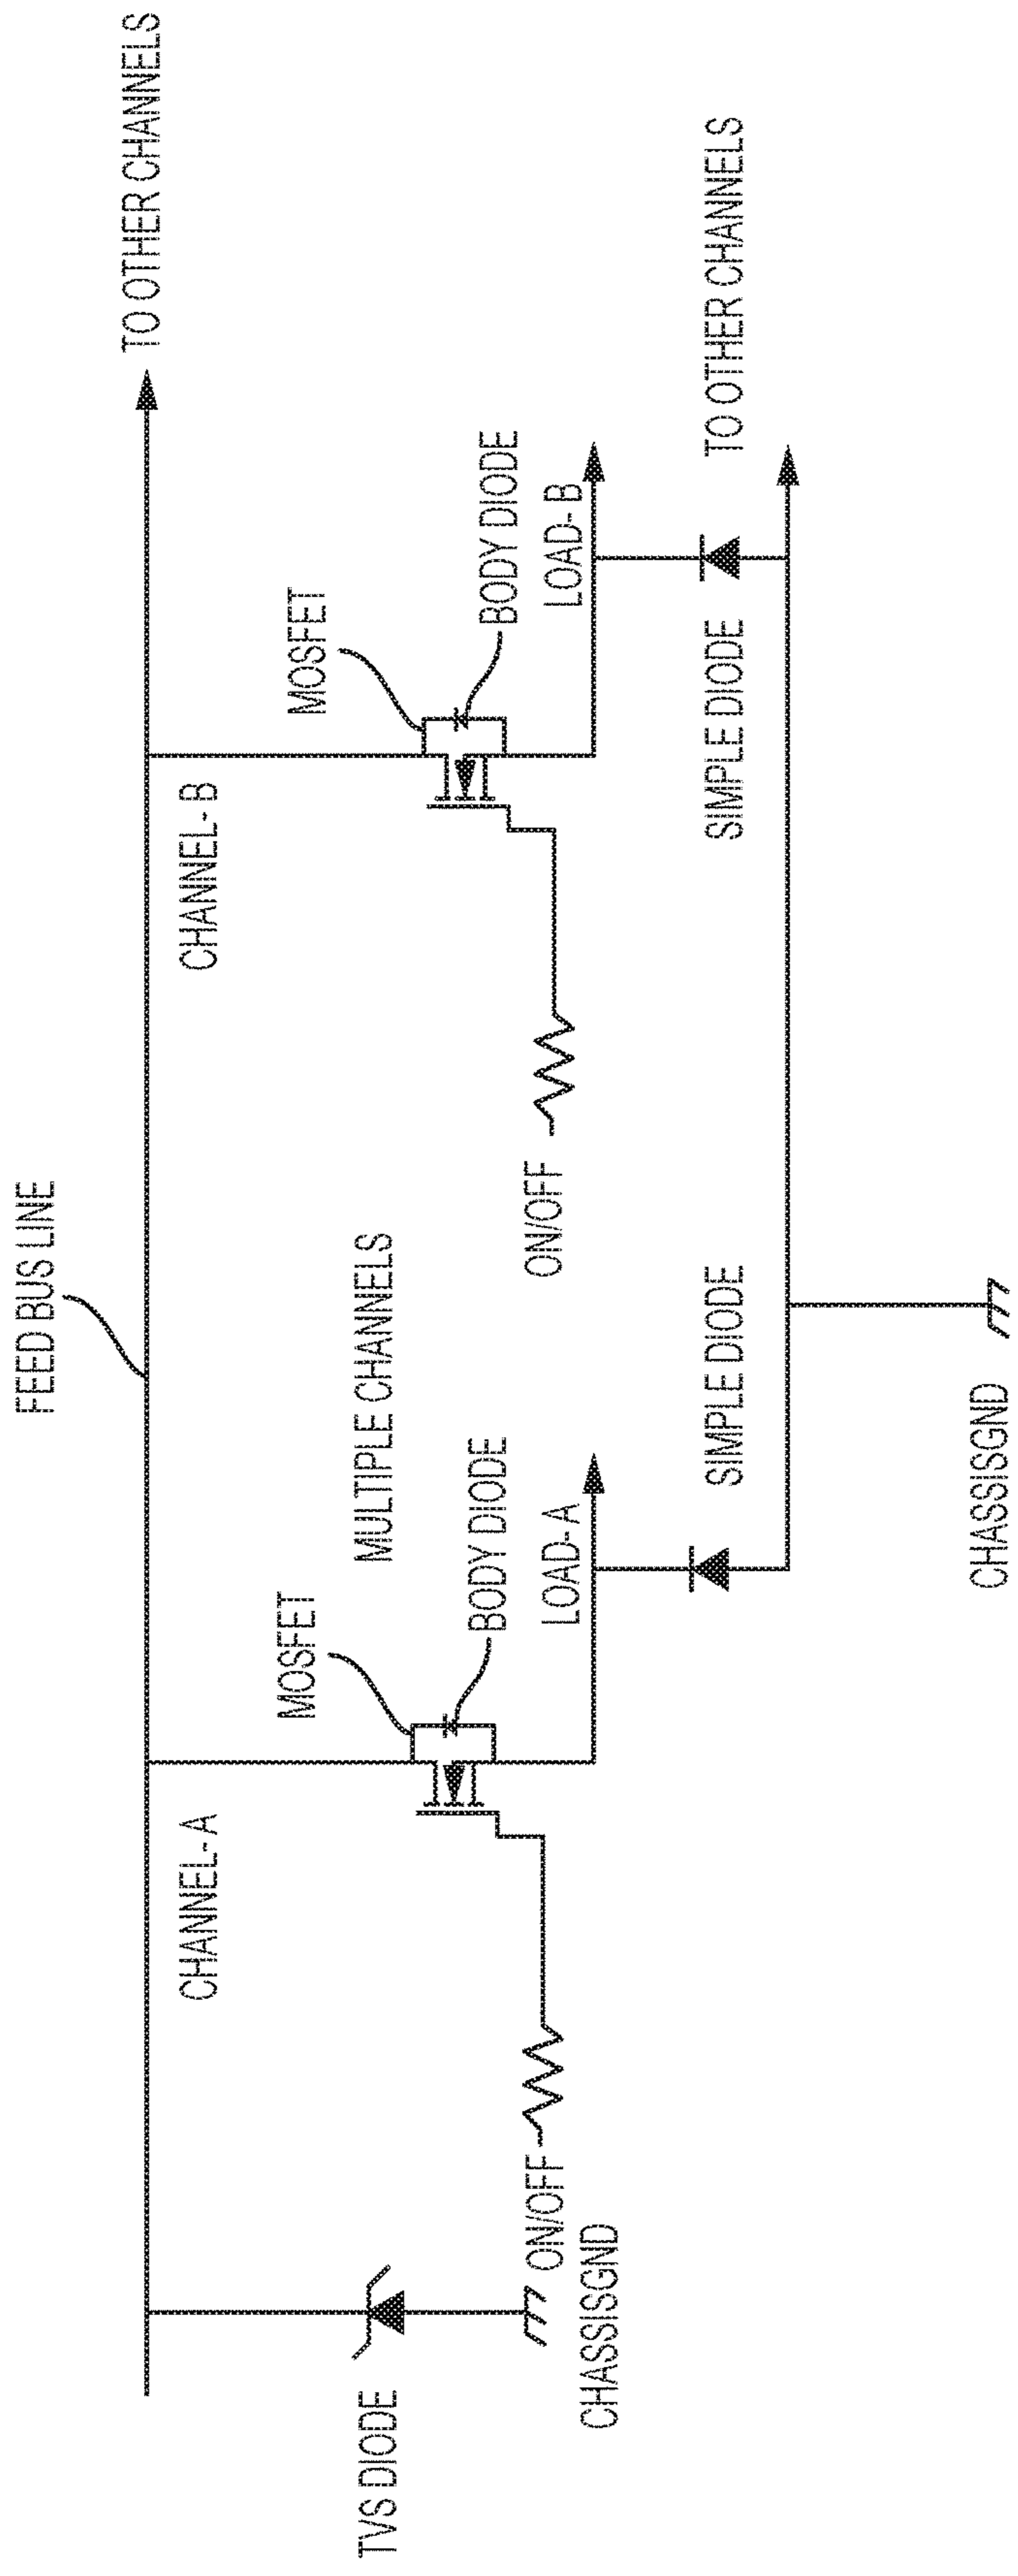 FEED BUS LINE
TO OTHER CHANNELS
CHANNEL-A
CHANNEL-B
MOSFET
MOSFET
MULTIPLE CHANNELS
TVS DIODE
BODY DIODE
BODY DIODE
ON/OFF
LOAD-A
ON/OFF
LOAD-B
CHASSISGND
SIMPLE DIODE
SIMPLE DIODE
TO OTHER CHANNELS
CHASSISGND